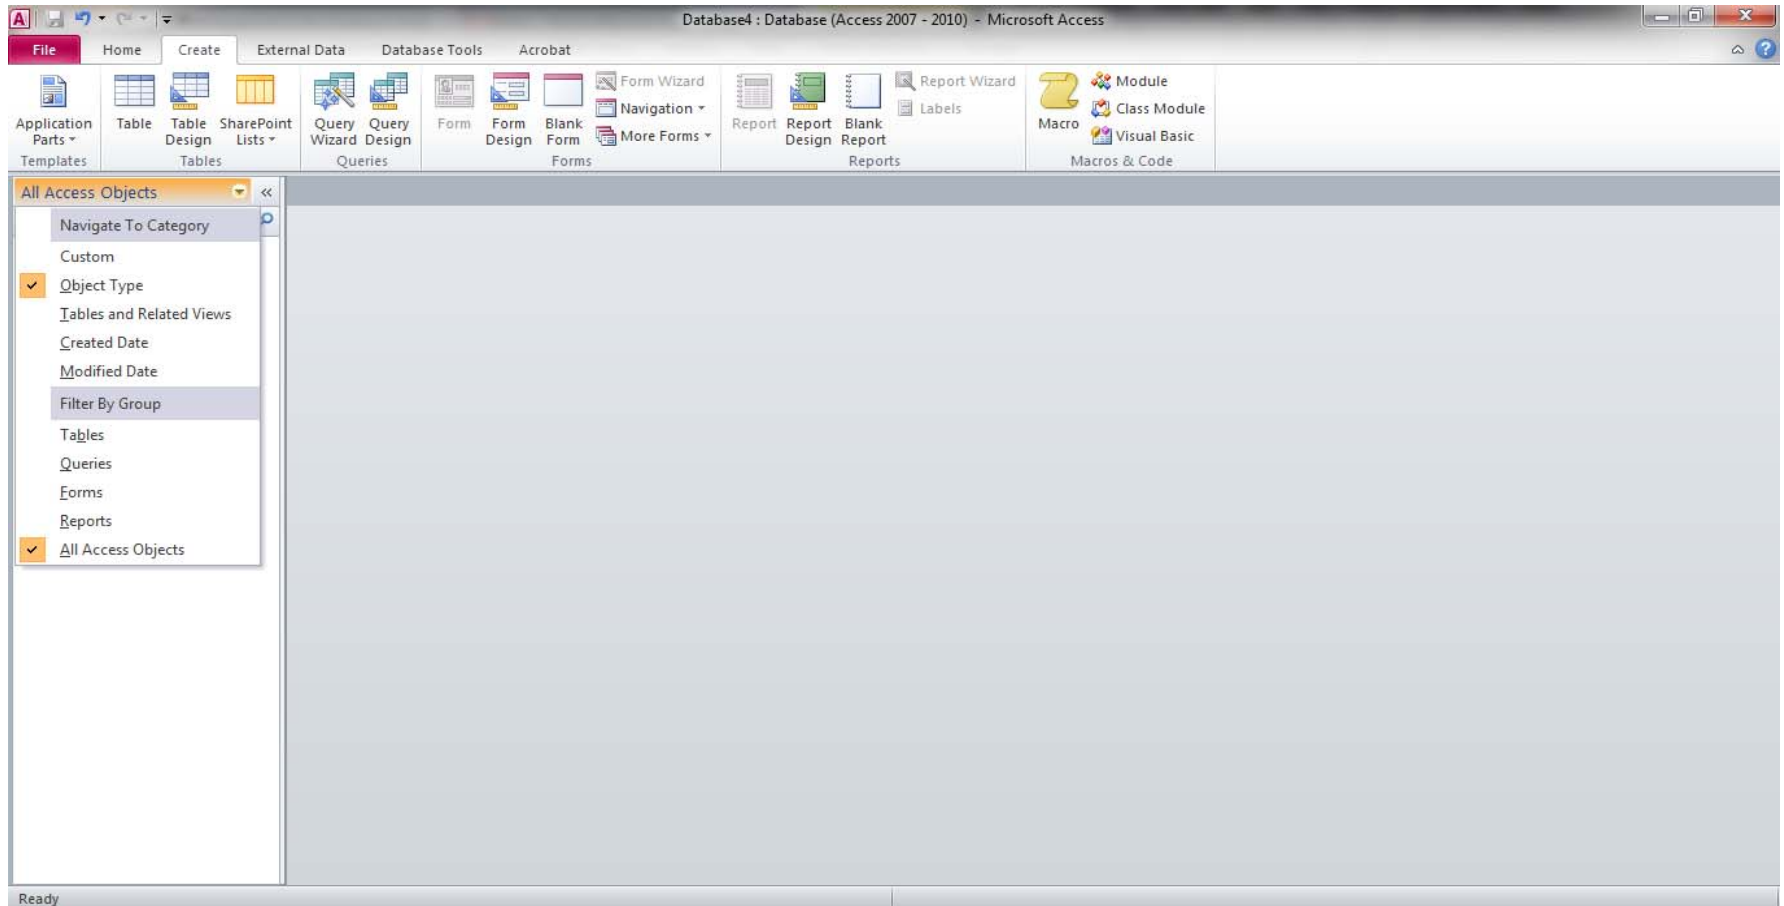 Database4 : Database (Access 2007 - 2010) - Microsoft Access
File Home Create External Data Database Tools Acrobat
Application Parts
Table
Table Design
SharePoint Lists
Query Wizard
Query Design
Form
Form Design
Blank Form
Form Wizard
Navigation
More Forms
Report
Report Design
Blank Report
Report Wizard
Labels
Macro
Module
Class Module
Visual Basic
Templates Tables Queries Forms Reports Macros & Code
All Access Objects
Navigate To Category
Custom
Object Type
Tables and Related Views
Created Date
Modified Date
Filter By Group
Tables
Queries
Forms
Reports
All Access Objects
Ready